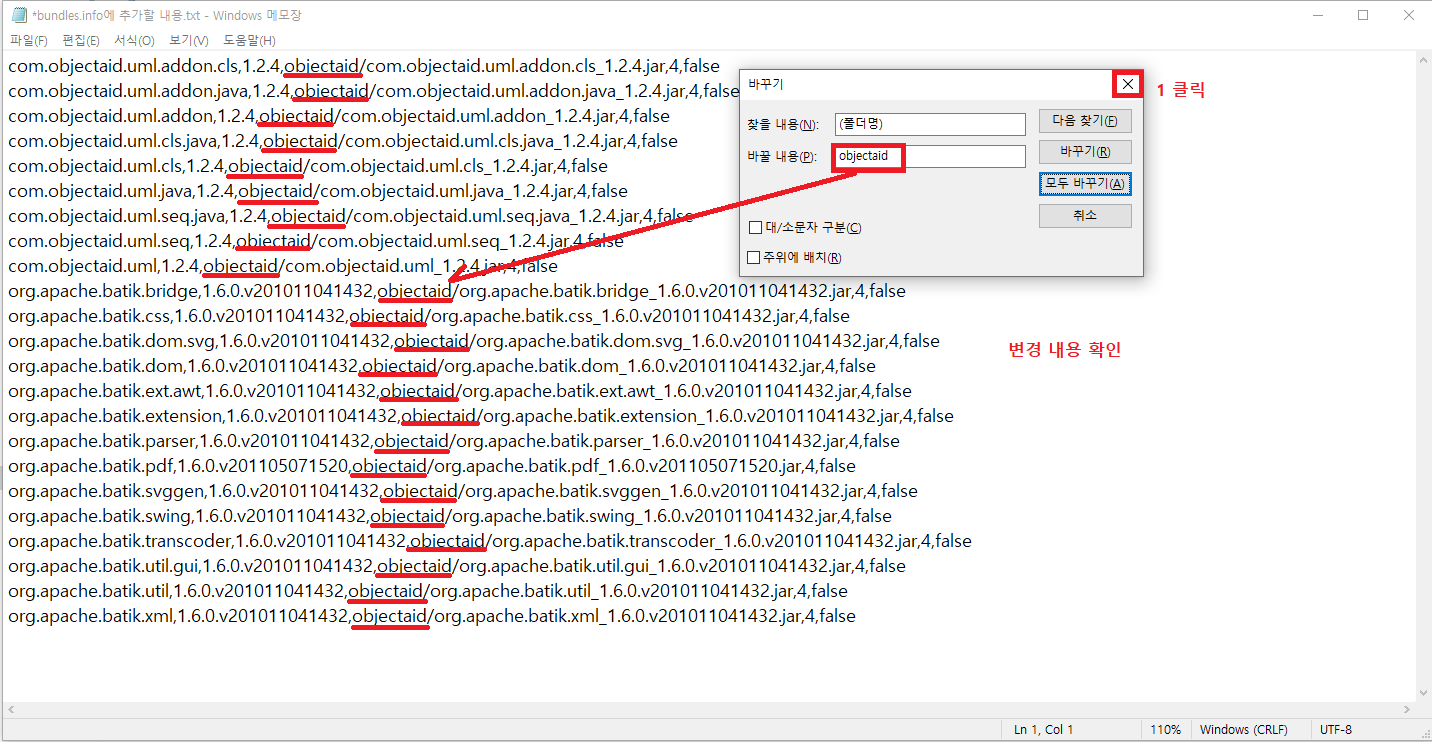 *bundles.info에 추가할 내용.txt - Windows 메모장
파일(F) 편집(E) 서식(O) 보기(V) 도움말(H)
com.objectaid.uml.addon.cls,1.2.4,objectaid/com.objectaid.uml.addon.cls_1.2.4.jar,4,false
com.objectaid.uml.addon.java,1.2.4,objectaid/com.objectaid.uml.addon.java_1.2.4.jar,4,false
com.objectaid.uml.addon,1.2.4,objectaid/com.objectaid.uml.addon_1.2.4.jar,4,false
com.objectaid.uml.cls.java,1.2.4,objectaid/com.objectaid.uml.cls.java_1.2.4.jar,4,false
com.objectaid.uml.cls,1.2.4,objectaid/com.objectaid.uml.cls_1.2.4.jar,4,false
com.objectaid.uml.java,1.2.4,objectaid/com.objectaid.uml.java_1.2.4.jar,4,false
com.objectaid.uml.seq.java,1.2.4,objectaid/com.objectaid.uml.seq.java_1.2.4.jar,4,false
com.objectaid.uml.seq,1.2.4,objectaid/com.objectaid.uml.seq_1.2.4.jar,4,false
com.objectaid.uml,1.2.4,objectaid/com.objectaid.uml_1.2.4.jar,4,false
org.apache.batik.bridge,1.6.0.v201011041432,objectaid/org.apache.batik.bridge_1.6.0.v201011041432.jar,4,false
org.apache.batik.css,1.6.0.v201011041432,objectaid/org.apache.batik.css_1.6.0.v201011041432.jar,4,false
org.apache.batik.dom.svg,1.6.0.v201011041432,objectaid/org.apache.batik.dom.svg_1.6.0.v201011041432.jar,4,false
org.apache.batik.dom,1.6.0.v201011041432,objectaid/org.apache.batik.dom_1.6.0.v201011041432.jar,4,false
org.apache.batik.ext.awt,1.6.0.v201011041432,objectaid/org.apache.batik.ext.awt_1.6.0.v201011041432.jar,4,false
org.apache.batik.extension,1.6.0.v201011041432,objectaid/org.apache.batik.extension_1.6.0.v201011041432.jar,4,false
org.apache.batik.parser,1.6.0.v201011041432,objectaid/org.apache.batik.parser_1.6.0.v201011041432.jar,4,false
org.apache.batik.pdf,1.6.0.v201105071520,objectaid/org.apache.batik.pdf_1.6.0.v201105071520.jar,4,false
org.apache.batik.svggen,1.6.0.v201011041432,objectaid/org.apache.batik.svggen_1.6.0.v201011041432.jar,4,false
org.apache.batik.swing,1.6.0.v201011041432,objectaid/org.apache.batik.swing_1.6.0.v201011041432.jar,4,false
org.apache.batik.transcoder,1.6.0.v201011041432,objectaid/org.apache.batik.transcoder_1.6.0.v201011041432.jar,4,false
org.apache.batik.util.gui,1.6.0.v201011041432,objectaid/org.apache.batik.util.gui_1.6.0.v201011041432.jar,4,false
org.apache.batik.util,1.6.0.v201011041432,objectaid/org.apache.batik.util_1.6.0.v201011041432.jar,4,false
org.apache.batik.xml,1.6.0.v201011041432,objectaid/org.apache.batik.xml_1.6.0.v201011041432.jar,4,false
바꾸기
1 클릭
찾을 내용(N): (폴더명) 다음 찾기(F)
바꿀 내용(P): objectaid 바꾸기(R)
모두 바꾸기(A)
취소
대/소문자 구분(C)
주위에 배치(R)
변경 내용 확인
Ln 1, Col 1 110% Windows (CRLF) UTF-8